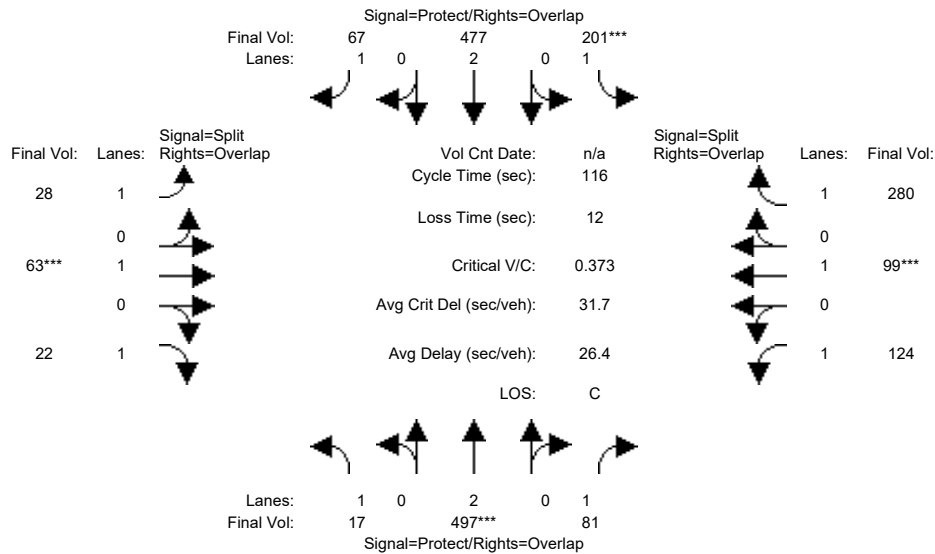 Signal=Protect/Rights=Overlap
Final Vol: 67 477 201***
Lanes: 1 0 2 0 1
Signal=Split
Final Vol: Lanes: Rights=Overlap
Vol Cnt Date: n/a
Signal=Split
Rights=Overlap Lanes: Final Vol:
Cycle Time (sec): 116
28 1
1 280
Loss Time (sec): 12
0
0
63*** 1
Critical V/C: 0.373
1 99***
0
Avg Crit Del (sec/veh): 31.7
0
22 1
Avg Delay (sec/veh): 26.4
1 124
LOS: C
Lanes: 1 0 2 0 1
Final Vol: 17 497*** 81
Signal=Protect/Rights=Overlap